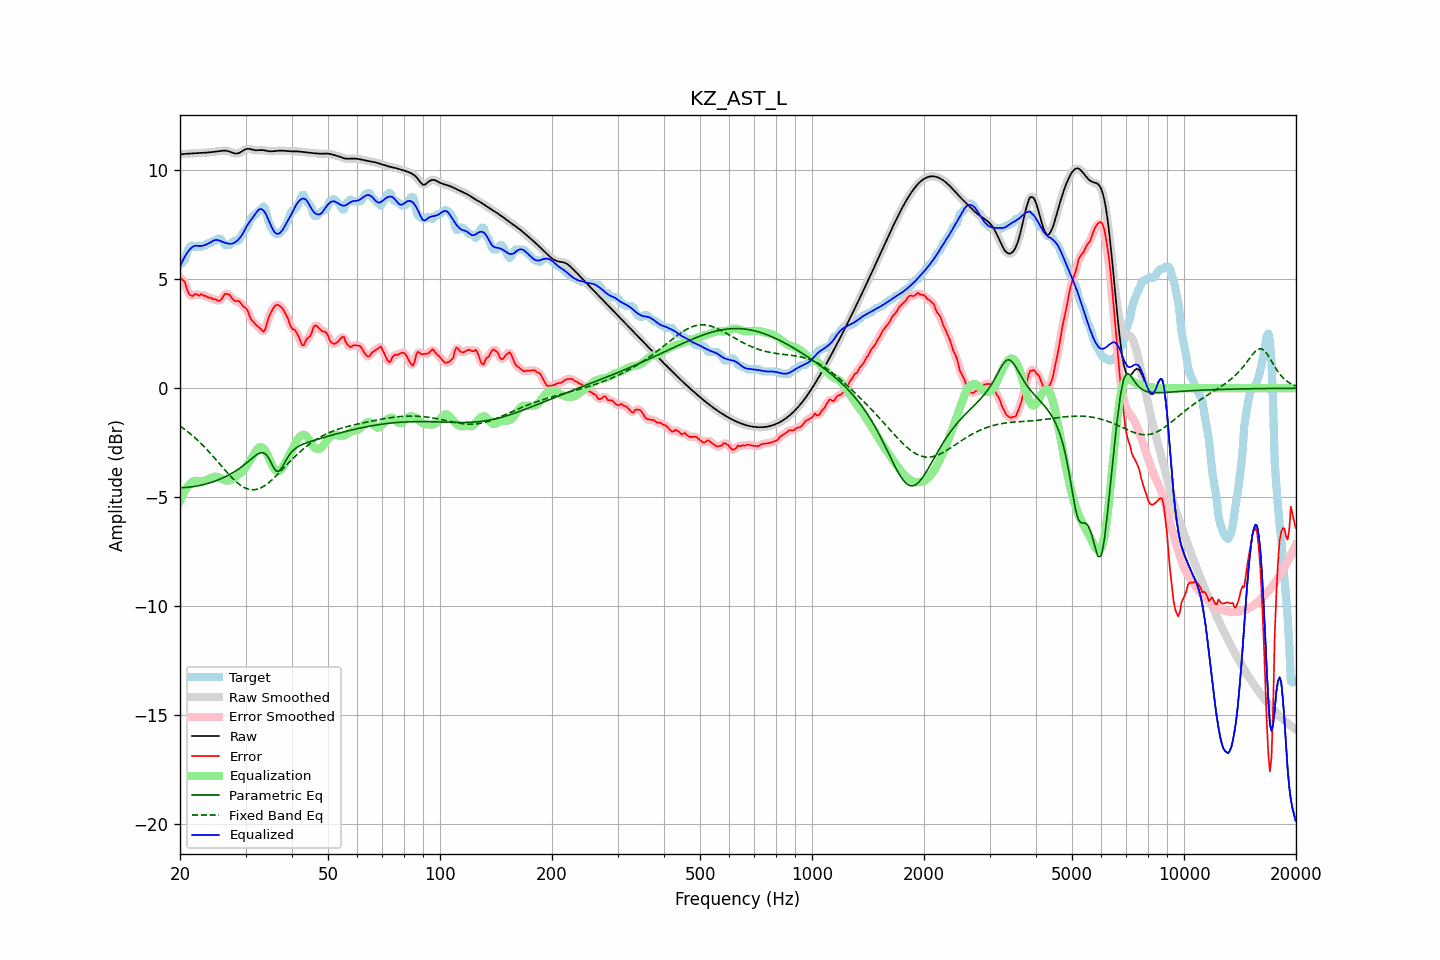 KZ_AST_L
Amplitude (dBr)
10
5
0
−5
−10
−15
−20
Target
Raw Smoothed
Error Smoothed
Raw
Error
Equalization
Parametric Eq
Fixed Band Eq
Equalized
20 50 100 200 500 1000 2000 5000 10000 20000
Frequency (Hz)